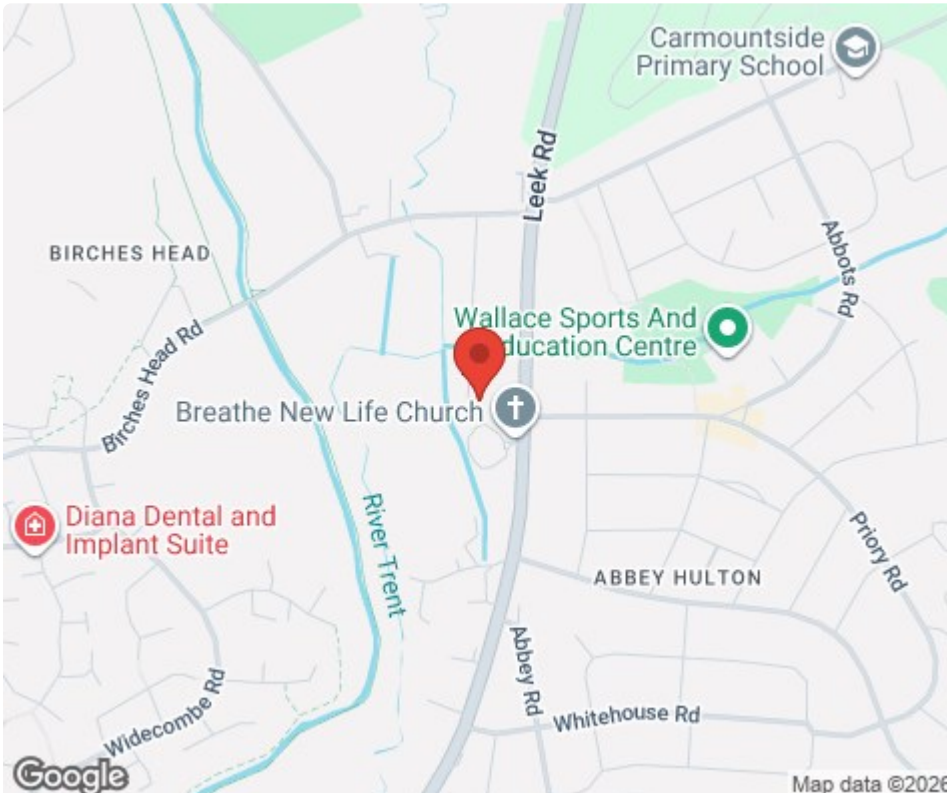 Carmountside
Primary School
Leek Rd
BIRCHES HEAD
Abbots Rd
Birches Head Rd
Wallace Sports And
ducation Centre
Breathe New Life Church
Diana Dental and
Implant Suite
River Trent
Priory Rd
ABBEY HULTON
Abbey Rd
Widecombe Rd
Whitehouse Rd
Google
Map data ©2026